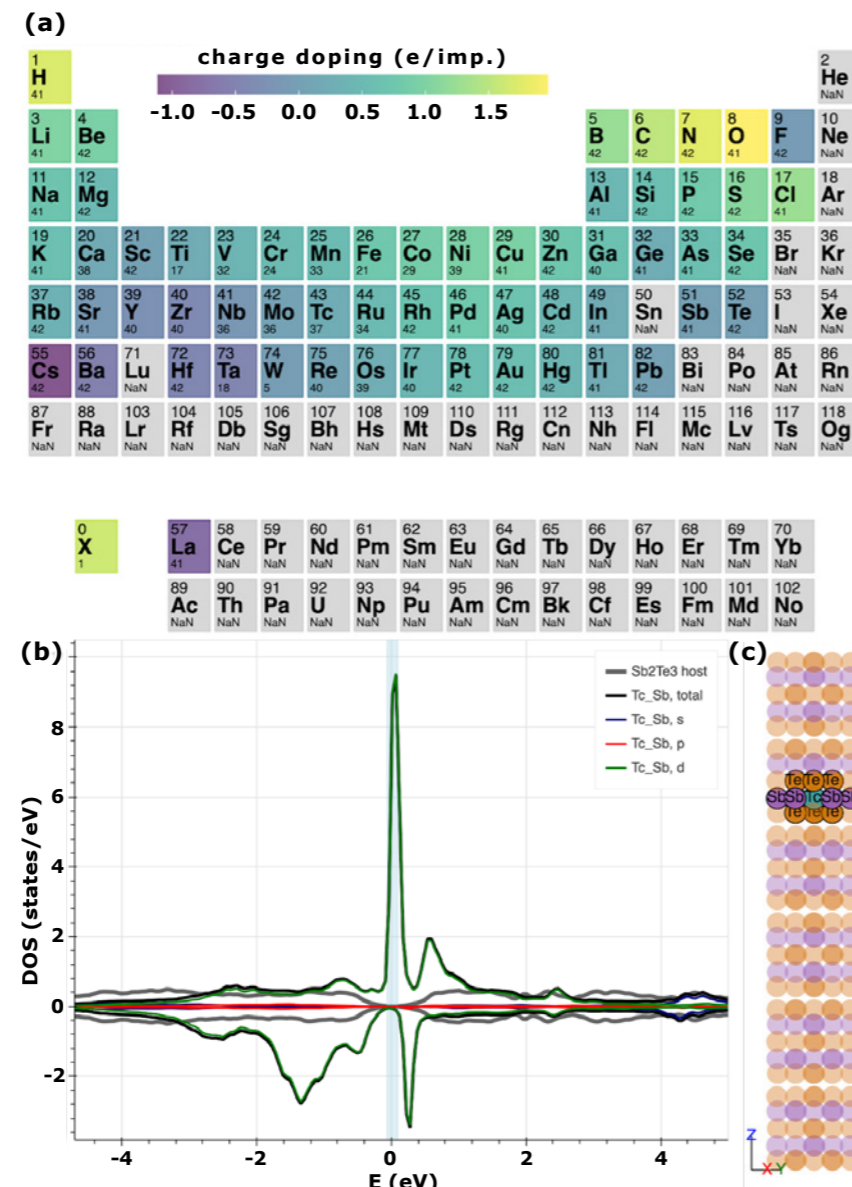 (a)
charge doping (e/imp.)
-1.0 -0.5 0.0 0.5 1.0 1.5
1 2
H He
41 NaN
3 4 5 6 7 8 9 10
Li Be B C N O F Ne
41 42 42 42 42 41 42 NaN
11 12 13 14 15 16 17 18
Na Mg Al Si P S Cl Ar
41 42 41 42 42 42 41 NaN
19 20 21 22 23 24 25 26 27 28 29 30 31 32 33 34 35 36
K Ca Sc Ti V Cr Mn Fe Co Ni Cu Zn Ga Ge As Se Br Kr
41 38 42 17 32 24 33 21 29 39 41 42 40 41 41 42 NaN NaN
37 38 39 40 41 42 43 44 45 46 47 48 49 50 51 52 53 54
Rb Sr Y Zr Nb Mo Tc Ru Rh Pd Ag Cd In Sn Sb Te I Xe
42 41 40 40 36 36 37 34 42 41 40 42 41 NaN 41 42 NaN NaN
55 56 71 72 73 74 75 76 77 78 79 80 81 82 83 84 85 86
Cs Ba Lu Hf Ta W Re Os Ir Pt Au Hg Tl Pb Bi Po At Rn
42 42 NaN 42 18 5 40 39 40 42 42 42 41 42 NaN NaN NaN NaN
87 88 103 104 105 106 107 108 109 110 111 112 113 114 115 116 117 118
Fr Ra Lr Rf Db Sg Bh Hs Mt Ds Rg Cn Nh Fl Mc Lv Ts Og
NaN NaN NaN NaN NaN NaN NaN NaN NaN NaN NaN NaN NaN NaN NaN NaN NaN NaN
0 57 58 59 60 61 62 63 64 65 66 67 68 69 70
X La Ce Pr Nd Pm Sm Eu Gd Tb Dy Ho Er Tm Yb
1 41 NaN NaN NaN NaN NaN NaN NaN NaN NaN NaN NaN NaN NaN
89 90 91 92 93 94 95 96 97 98 99 100 101 102
Ac Th Pa U Np Pu Am Cm Bk Cf Es Fm Md No
NaN NaN NaN NaN NaN NaN NaN NaN NaN NaN NaN NaN NaN NaN
(b)
Sb2Te3 host
Tc_Sb, total
Tc_Sb, s
Tc_Sb, p
Tc_Sb, d
8
6
4
2
0
-2
DOS (states/eV)
-4 -2 0 2 4
E (eV)
(c)
Te Te Te
Sb Sb Tc Sb S
Te Te Te
Z
X Y